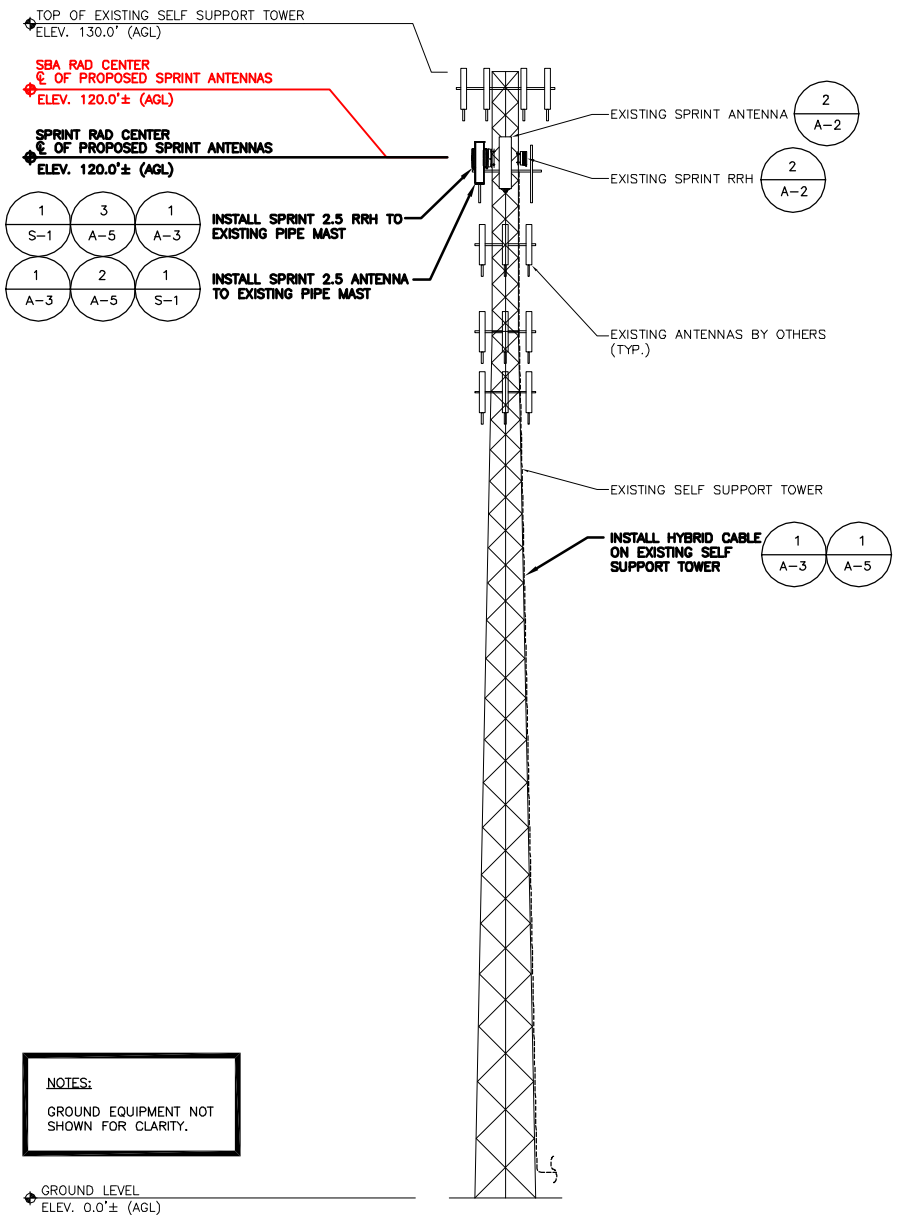 TOP OF EXISTING SELF SUPPORT TOWER
ELEV. 130.0' (AGL)
SBA RAD CENTER
℄ OF PROPOSED SPRINT ANTENNAS
ELEV. 120.0'± (AGL)
SPRINT RAD CENTER
℄ OF PROPOSED SPRINT ANTENNAS
ELEV. 120.0'± (AGL)
1
S-1
3
A-5
1
A-3
INSTALL SPRINT 2.5 RRH TO
EXISTING PIPE MAST
1
A-3
2
A-5
1
S-1
INSTALL SPRINT 2.5 ANTENNA
TO EXISTING PIPE MAST
EXISTING SPRINT ANTENNA
2
A-2
EXISTING SPRINT RRH
2
A-2
EXISTING ANTENNAS BY OTHERS
(TYP.)
EXISTING SELF SUPPORT TOWER
INSTALL HYBRID CABLE
ON EXISTING SELF
SUPPORT TOWER
1
A-3
1
A-5
NOTES:
GROUND EQUIPMENT NOT
SHOWN FOR CLARITY.
GROUND LEVEL
ELEV. 0.0'± (AGL)